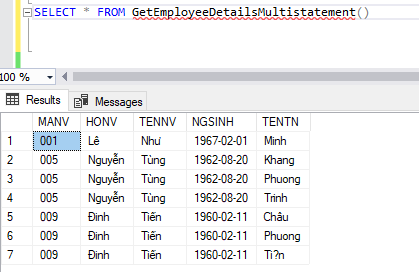 SELECT * FROM GetEmployeeDetailsMultistatement()
100 %
Results Messages
MANV HONV TENNV NGSINH TENTN
1 001 Lê Như 1967-02-01 Minh
2 005 Nguyễn Tùng 1962-08-20 Khang
3 005 Nguyễn Tùng 1962-08-20 Phuong
4 005 Nguyễn Tùng 1962-08-20 Trinh
5 009 Đinh Tiến 1960-02-11 Châu
6 009 Đinh Tiến 1960-02-11 Phuong
7 009 Đinh Tiến 1960-02-11 Ti?n